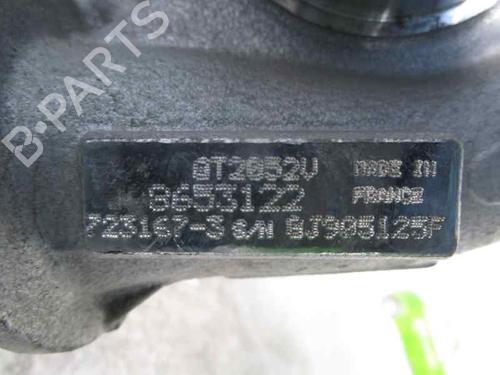 B-PARTS
GT2052V MADE IN
8653122 FRANCE
723167-3 S/N BJ905125F